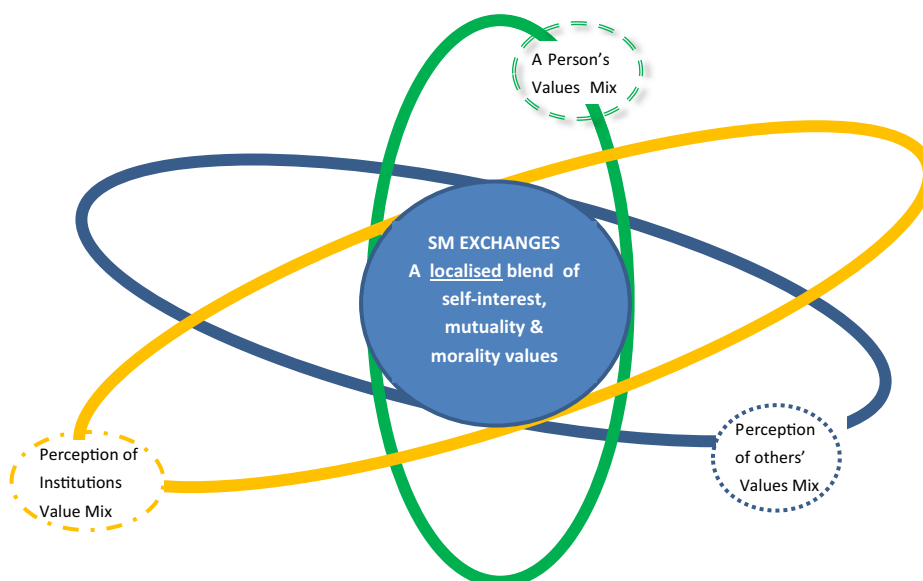 A Person’s
Values Mix
SM EXCHANGES
A localised blend of
self-interest,
mutuality &
morality values
Perception of
Institutions
Value Mix
Perception
of others’
Values Mix